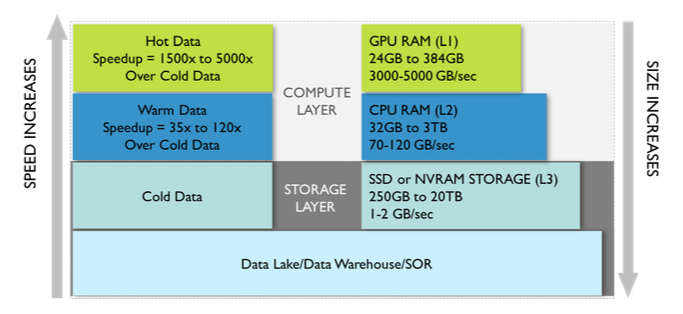 SPEED INCREASES
Hot Data
Speedup = 1500x to 5000x
Over Cold Data
Warm Data
Speedup = 35x to 120x
Over Cold Data
Cold Data
COMPUTE
LAYER
STORAGE
LAYER
GPU RAM (L1)
24GB to 384GB
3000-5000 GB/sec
CPU RAM (L2)
32GB to 3TB
70-120 GB/sec
SSD or NVRAM STORAGE (L3)
250GB to 20TB
1-2 GB/sec
Data Lake/Data Warehouse/SOR
SIZE INCREASES